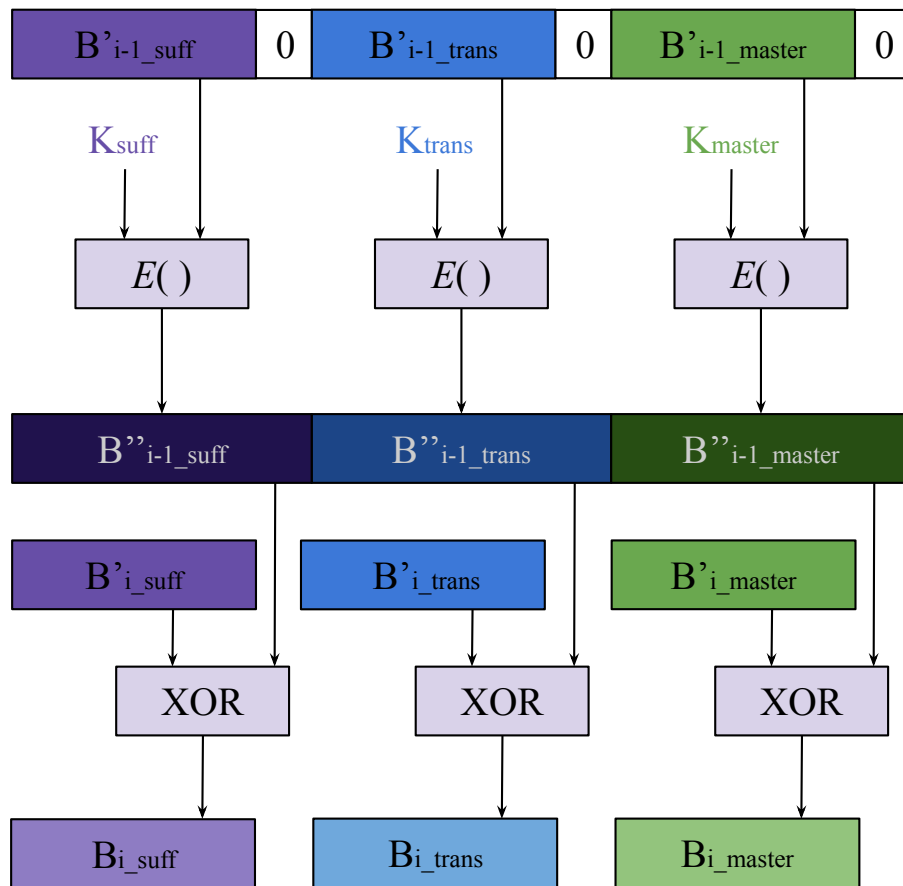 B’i-1_suff 0 B’i-1_trans 0 B’i-1_master 0
Ksuff Ktrans Kmaster
E( ) E( ) E( )
B’’i-1_suff B’’i-1_trans B’’i-1_master
B’i_suff B’i_trans B’i_master
XOR XOR XOR
Bi_suff Bi_trans Bi_master